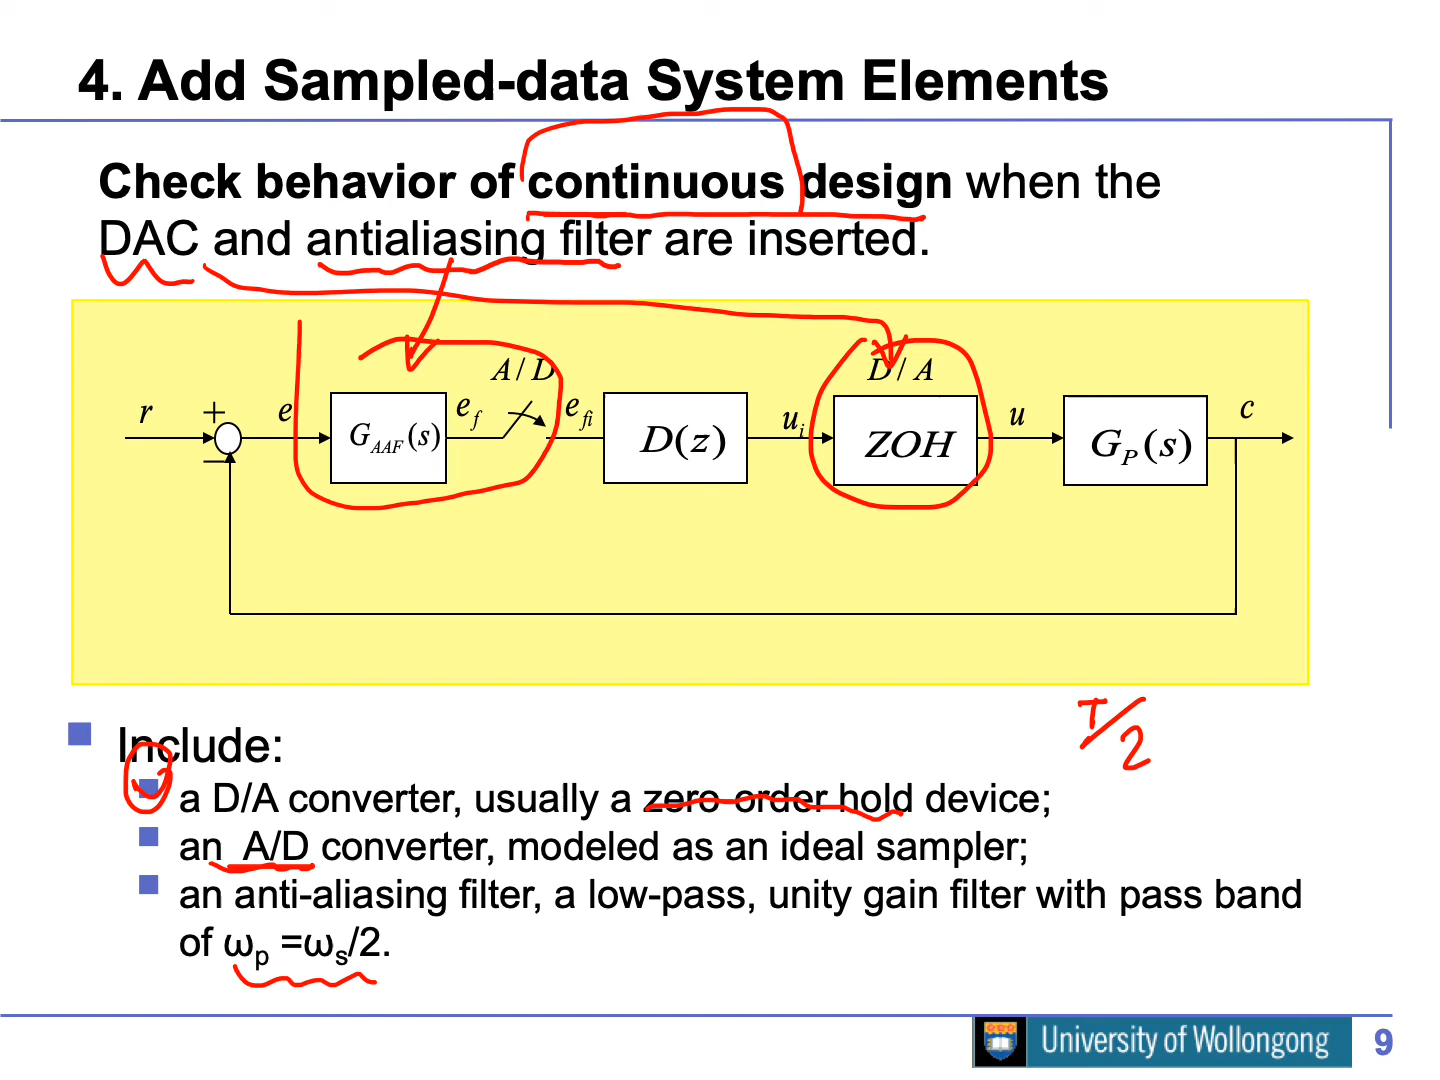 4. Add Sampled-data System Elements
Check behavior of continuous design when the
DAC and antialiasing filter are inserted.
A/D
D/A
r
+
e
G_AAF(s)
e_f
e_fi
D(z)
u_i
ZOH
u
G_P(s)
c
−
T/2
Include:
a D/A converter, usually a zero-order hold device;
an A/D converter, modeled as an ideal sampler;
an anti-aliasing filter, a low-pass, unity gain filter with pass band
of ω_p =ω_s/2.
University of Wollongong
9